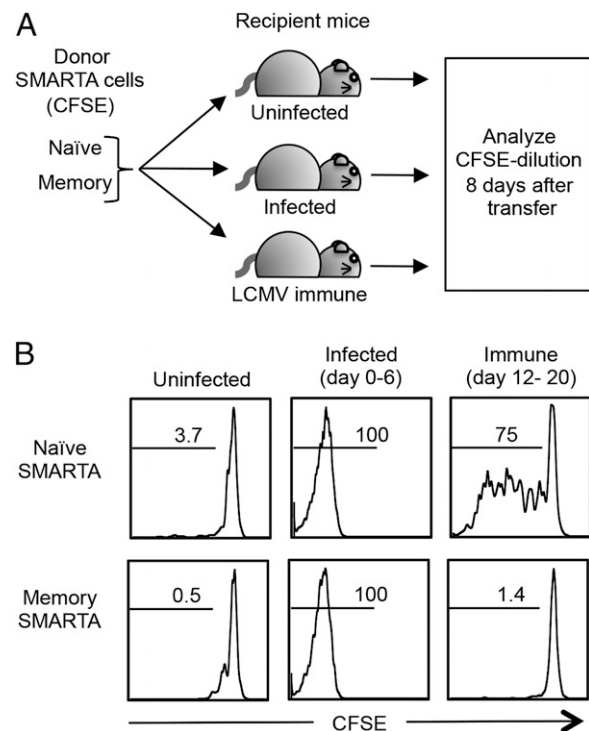 A
Recipient mice
Donor
SMARTA cells
(CFSE)
Naïve
Memory
Uninfected
Infected
LCMV immune
Analyze
CFSE-dilution
8 days after
transfer
B
Uninfected
Infected
(day 0-6)
Immune
(day 12- 20)
Naïve
SMARTA
3.7
100
75
Memory
SMARTA
0.5
100
1.4
CFSE